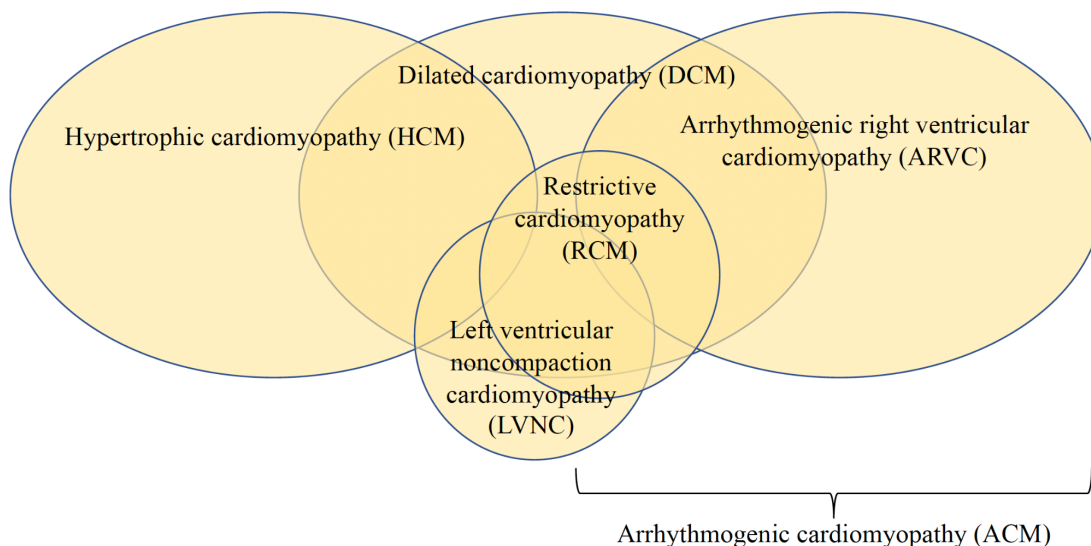 Dilated cardiomyopathy (DCM)
Hypertrophic cardiomyopathy (HCM)
Arrhythmogenic right ventricular
cardiomyopathy (ARVC)
Restrictive
cardiomyopathy
(RCM)
Left ventricular
noncompaction
cardiomyopathy
(LVNC)
Arrhythmogenic cardiomyopathy (ACM)